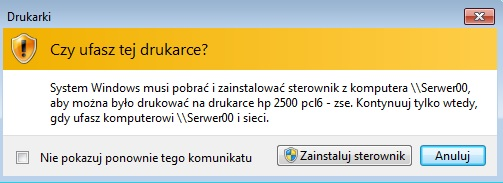 Drukarki
Czy ufasz tej drukarce?
System Windows musi pobrać i zainstalować sterownik z komputera \\Serwer00,
aby można było drukować na drukarce hp 2500 pcl6 - zse. Kontynuuj tylko wtedy,
gdy ufasz komputerowi \\Serwer00 i sieci.
Nie pokazuj ponownie tego komunikatu
Zainstaluj sterownik
Anuluj